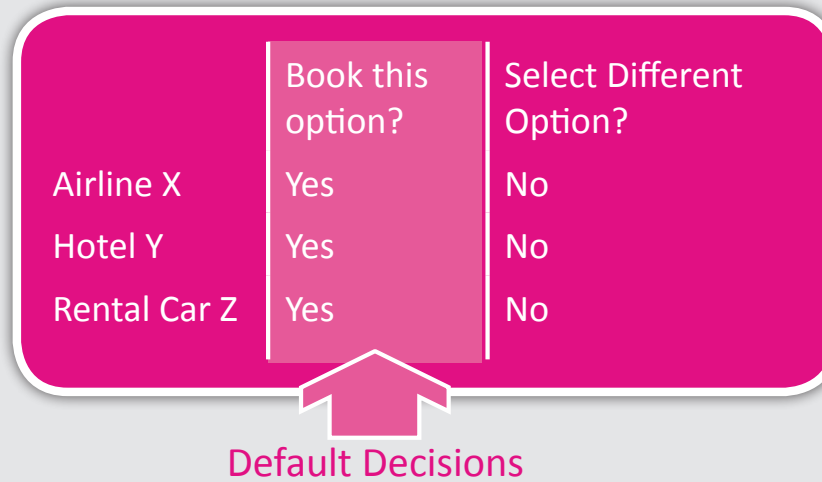 Book this option? Select Different Option?
Airline X Yes No
Hotel Y Yes No
Rental Car Z Yes No
Default Decisions